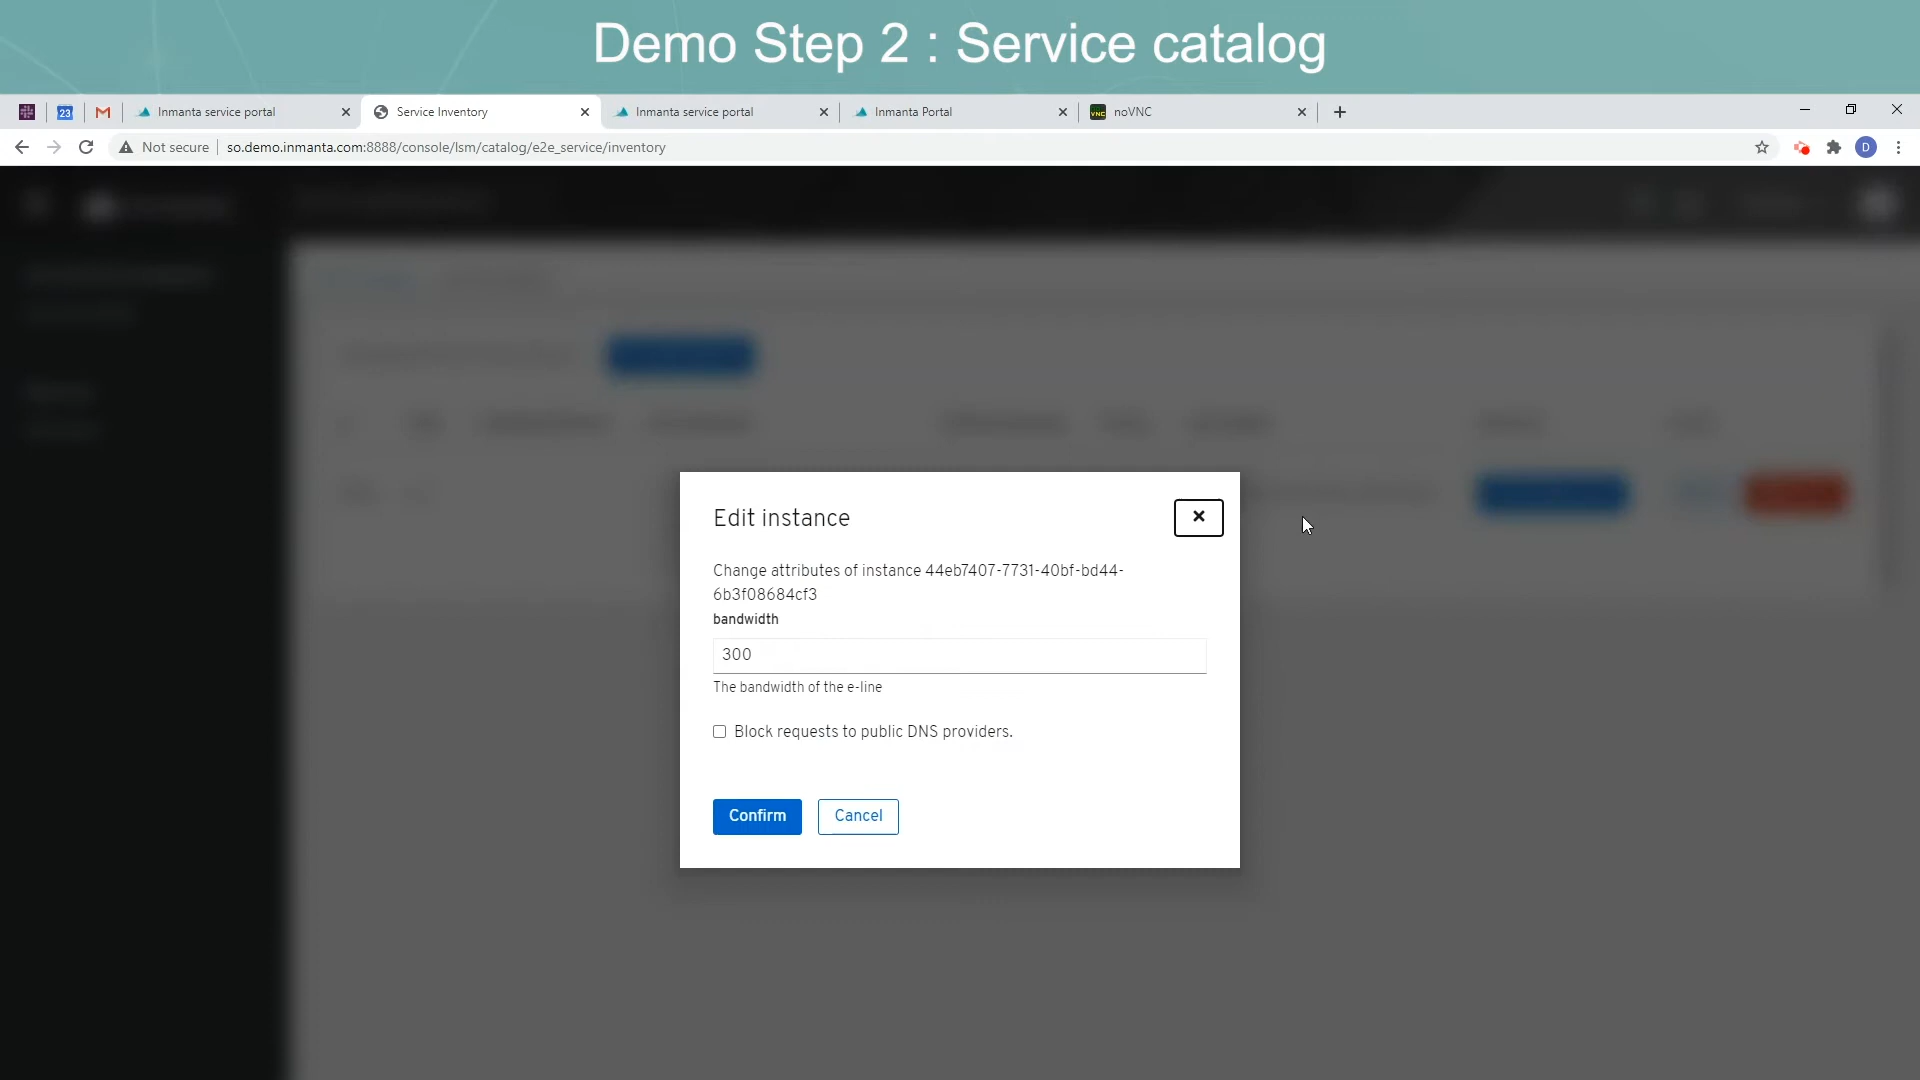 Demo Step 2 : Service catalog
23
Inmanta service portal
Service Inventory
Inmanta service portal
Inmanta Portal
VNC
noVNC
Not secure
so.demo.inmanta.com:8888/console/lsm/catalog/e2e_service/inventory
D
Edit instance
Change attributes of instance 44eb7407-7731-40bf-bd44-
6b3f08684cf3
bandwidth
300
The bandwidth of the e-line
Block requests to public DNS providers.
Confirm
Cancel